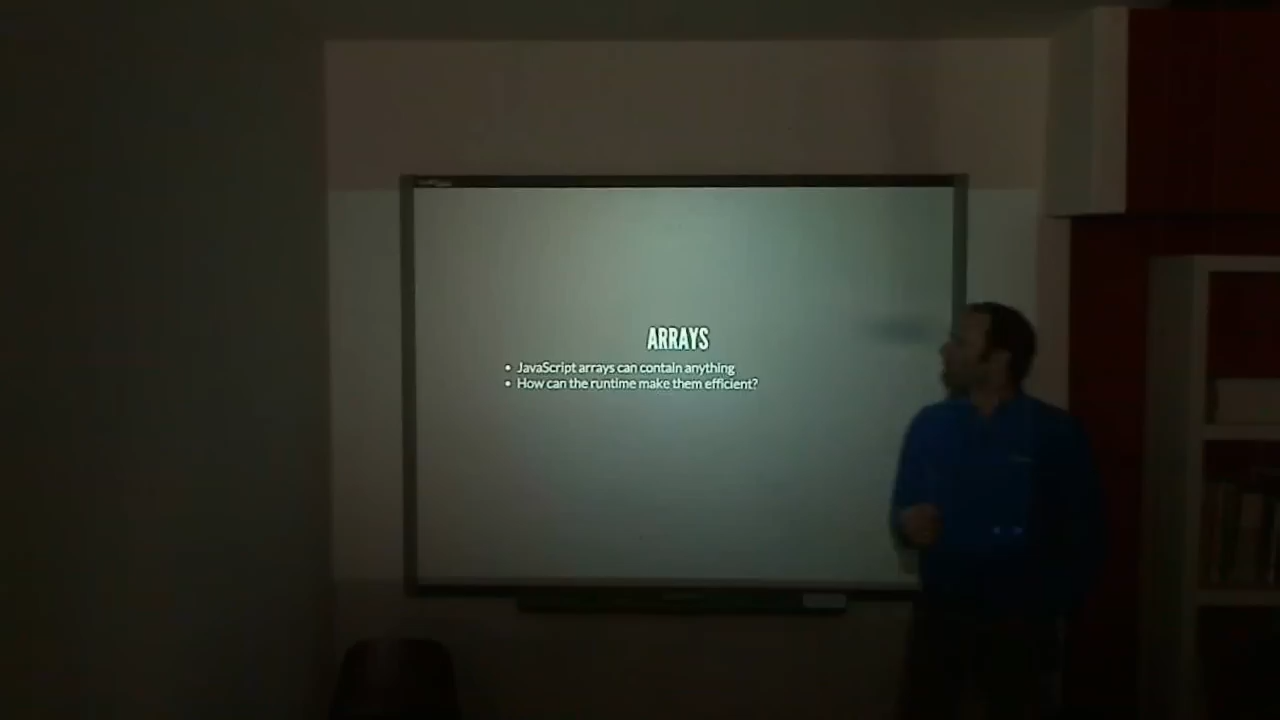 ARRAYS
• JavaScript arrays can contain anything
• How can the runtime make them efficient?